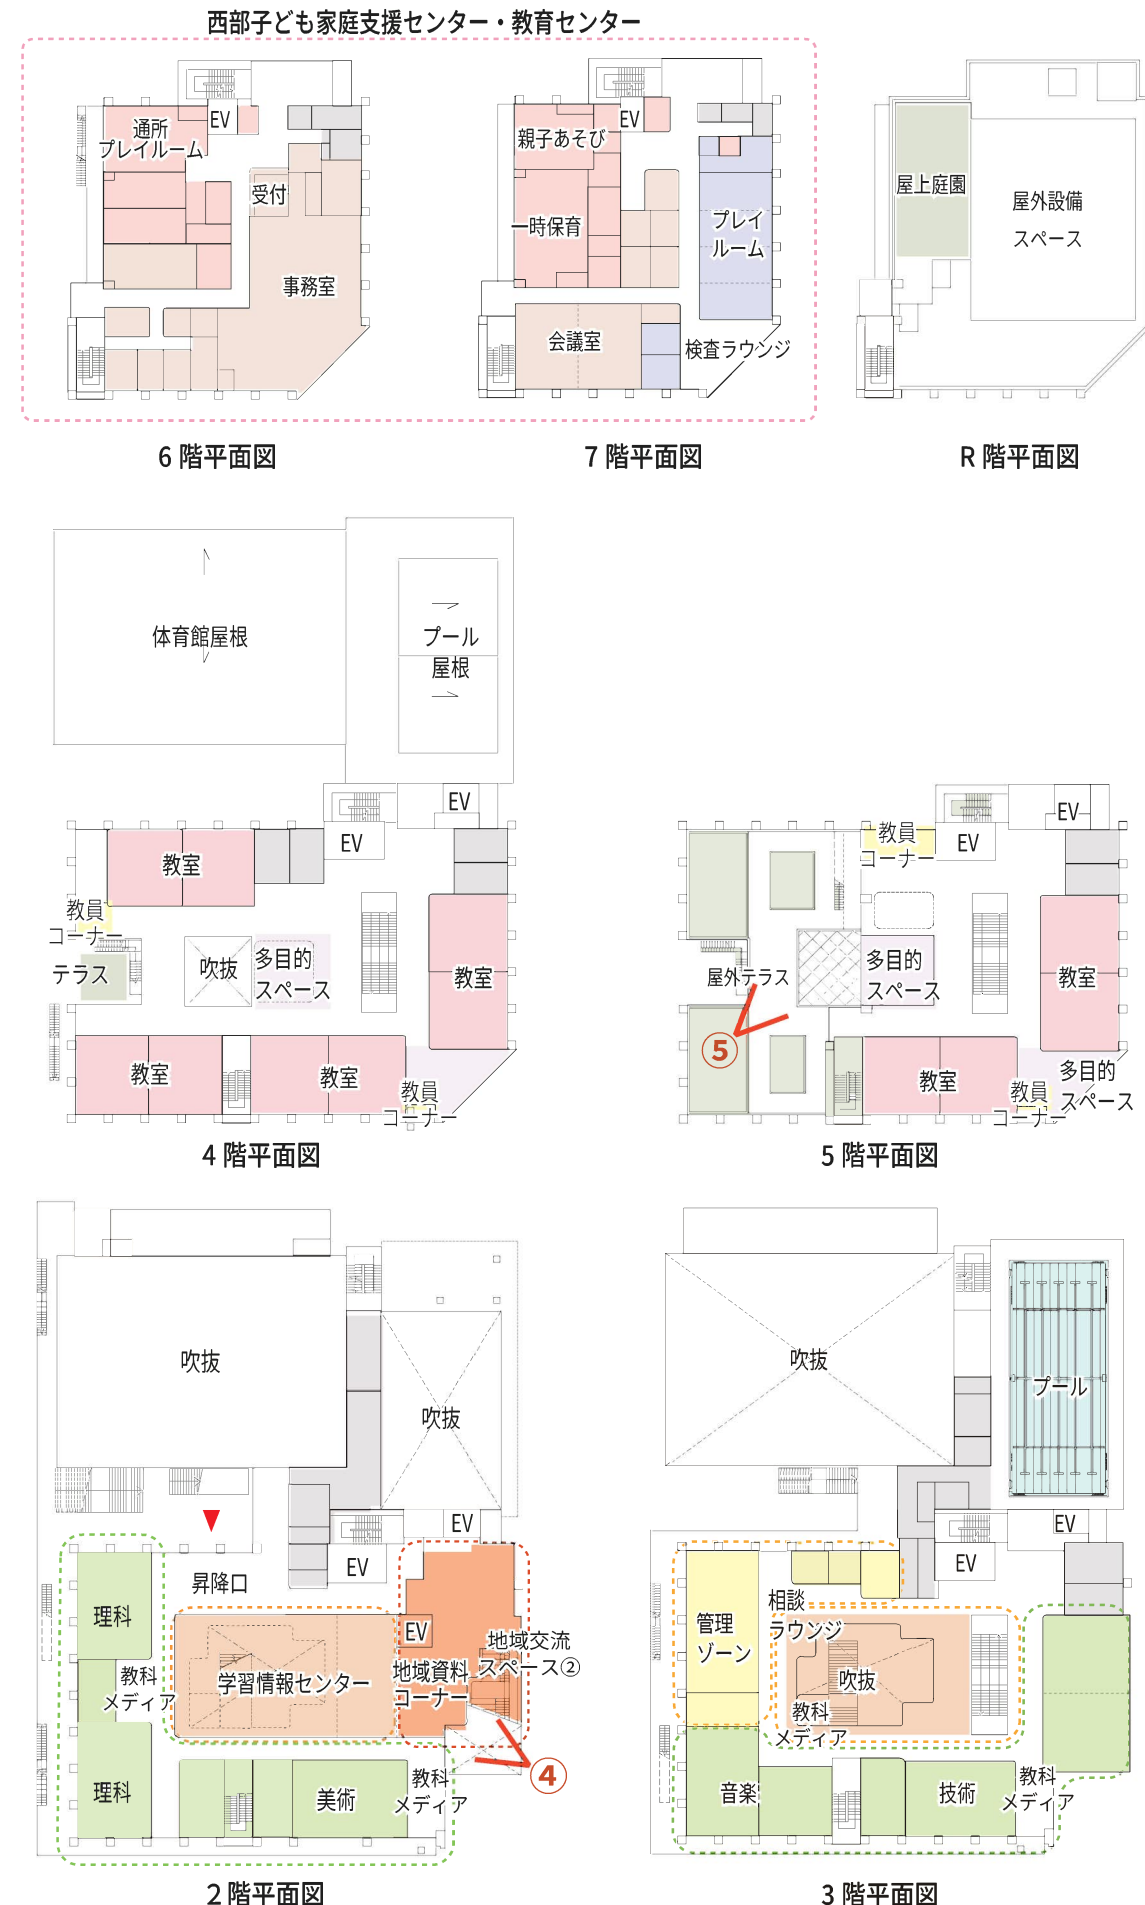 西部子ども家庭支援センター・教育センター
通所
プレイルーム
EV
受付
事務室
6 階平面図
親子あそび
EV
一時保育
プレイ
ルーム
会議室
検査ラウンジ
7 階平面図
屋上庭園
屋外設備
スペース
R 階平面図
体育館屋根
プール
屋根
EV
EV
教室
教員
コーナー
テラス
吹抜
多目的
スペース
教室
教室
教室
教員
コーナー
4 階平面図
EV
教員
コーナー
EV
屋外テラス
多目的
スペース
教室
⑤
教室
教員
コーナー
多目的
スペース
5 階平面図
吹抜
吹抜
EV
EV
昇降口
理科
EV
地域交流
スペース②
教科
メディア
学習情報センター
地域資料
コーナー
理科
美術
教科
メディア
④
2 階平面図
吹抜
プール
EV
EV
相談
ラウンジ
管理
ゾーン
吹抜
教科
メディア
音楽
技術
教科
メディア
3 階平面図